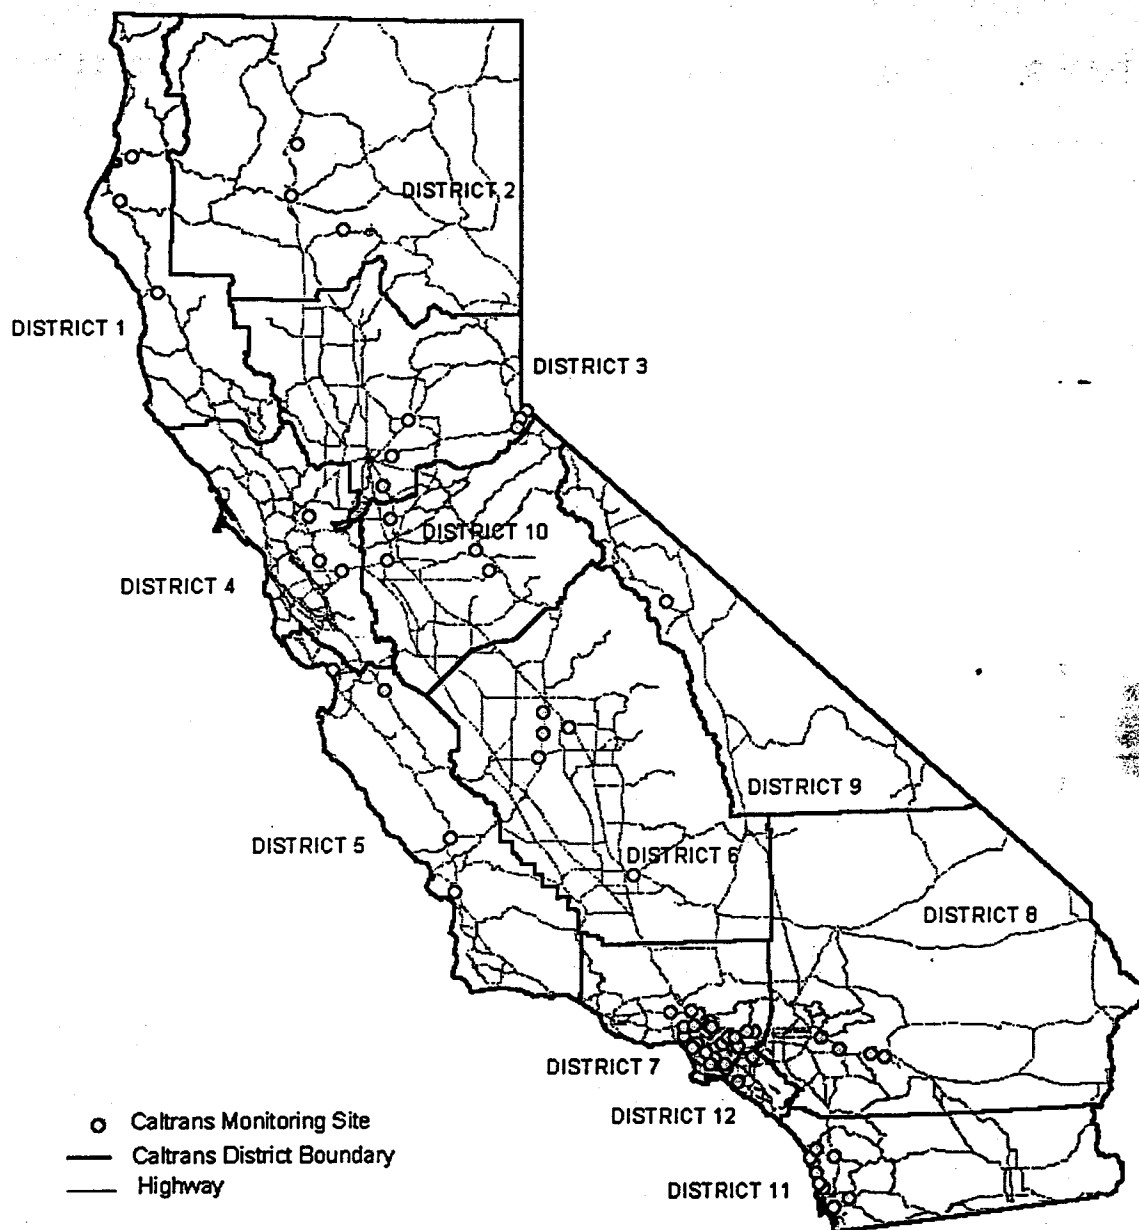 DISTRICT 2
DISTRICT 1
DISTRICT 3
DISTRICT 10
DISTRICT 4
DISTRICT 9
DISTRICT 5
DISTRICT 6
DISTRICT 8
DISTRICT 7
DISTRICT 12
DISTRICT 11
Caltrans Monitoring Site
Caltrans District Boundary
Highway